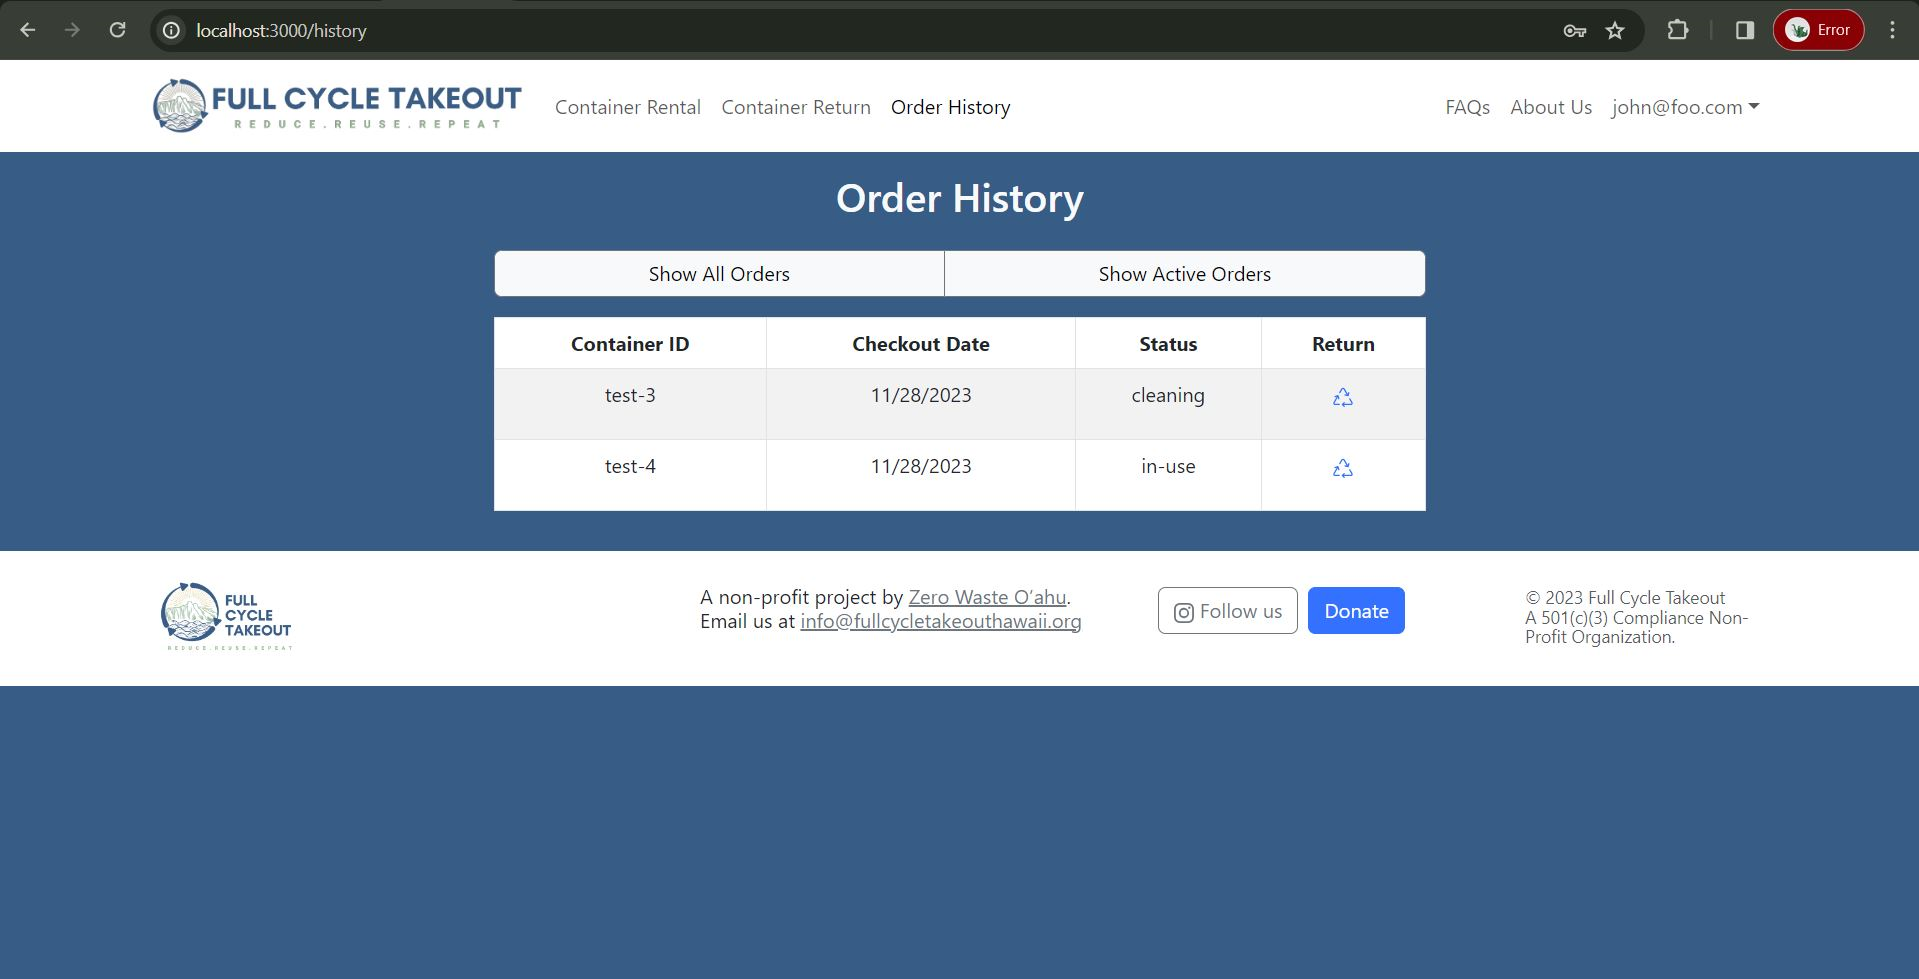 localhost:3000/history
Error
FULL CYCLE TAKEOUT
REDUCE.REUSE.REPEAT
Container Rental Container Return Order History FAQs About Us john@foo.com
Order History
Show All Orders Show Active Orders
Container ID Checkout Date Status Return
test-3 11/28/2023 cleaning
test-4 11/28/2023 in-use
FULL
CYCLE
TAKEOUT
REDUCE.REUSE.REPEAT
A non-profit project by Zero Waste Oʻahu.
Email us at info@fullcycletakeouthawaii.org
Follow us Donate
© 2023 Full Cycle Takeout
A 501(c)(3) Compliance Non-
Profit Organization.